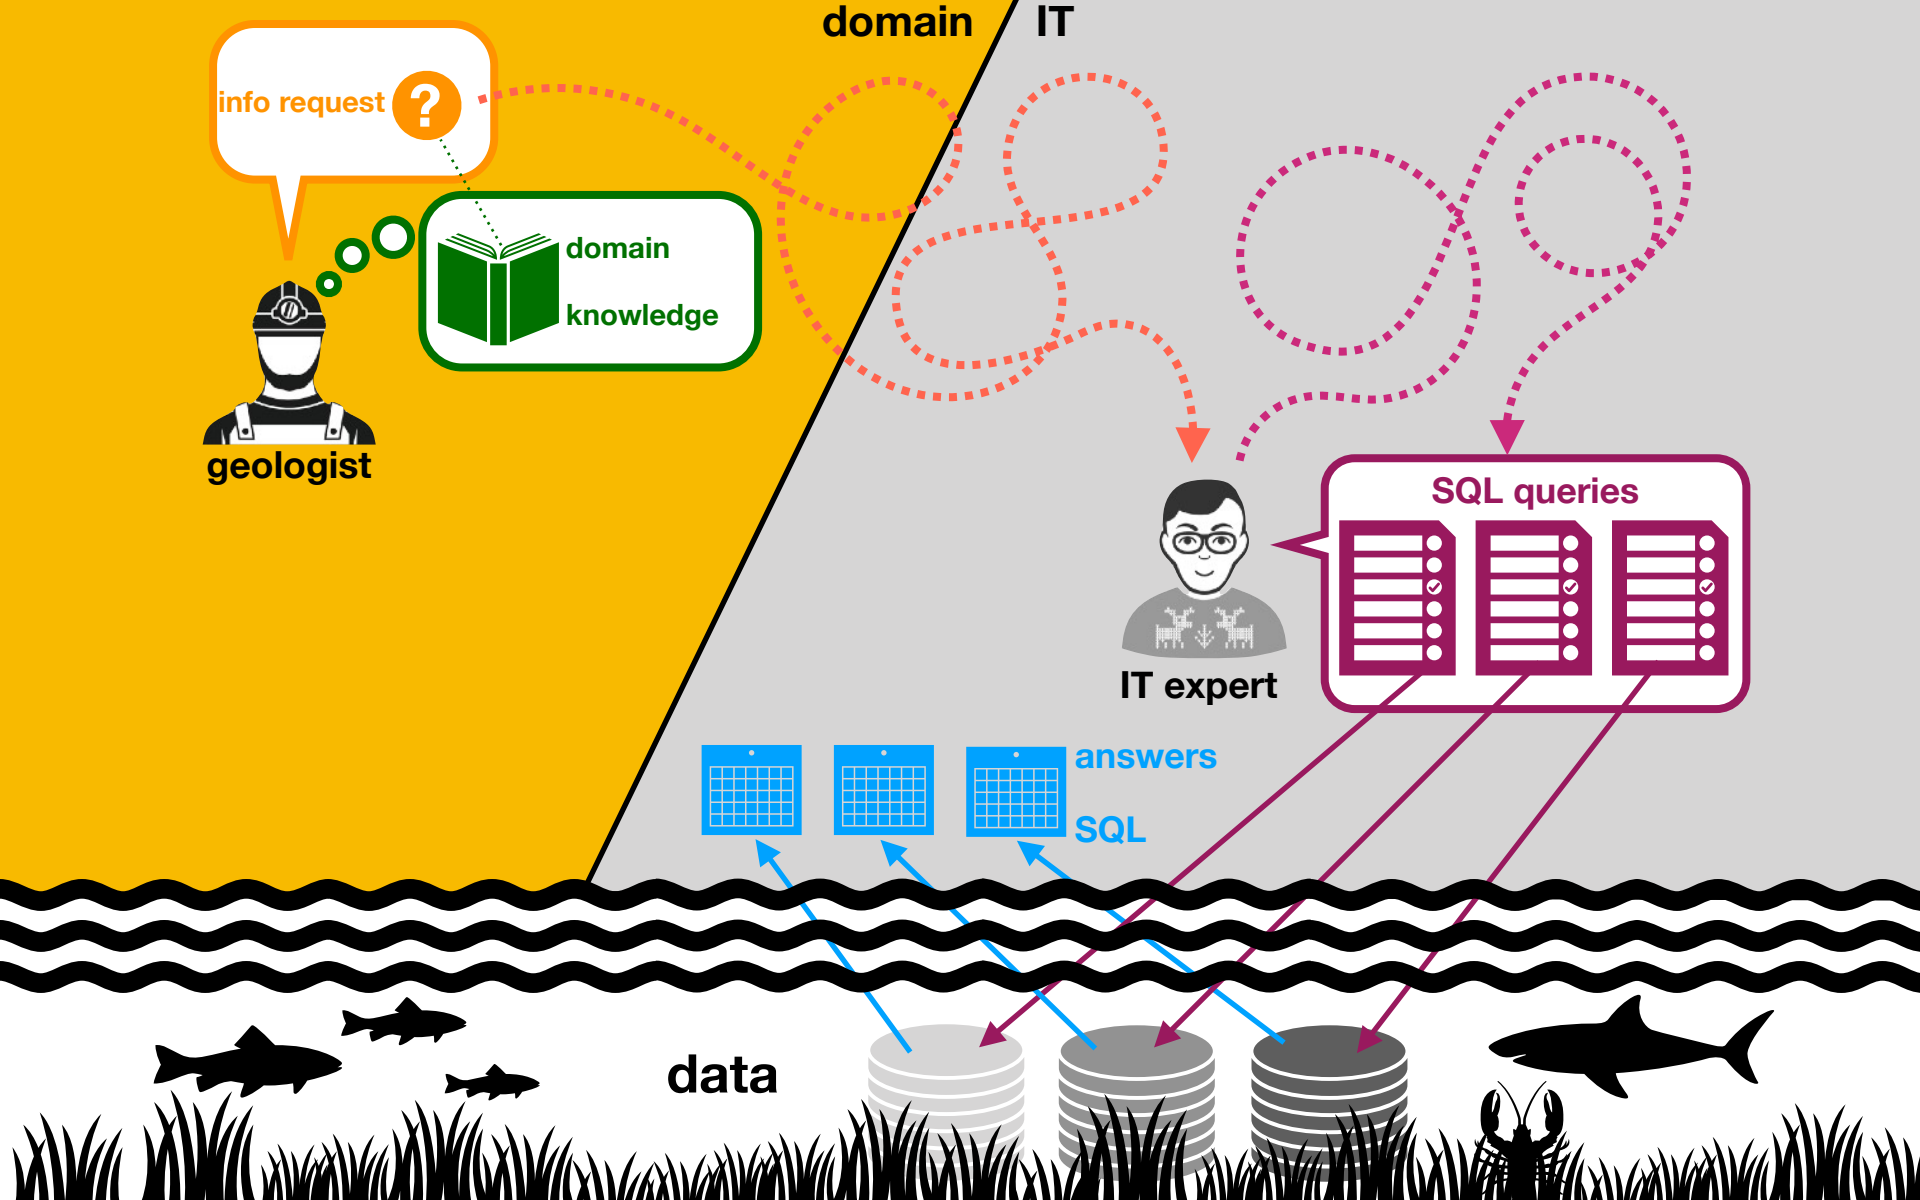 domain IT
info request ?
domain
knowledge
geologist
SQL queries
IT expert
answers
SQL
data